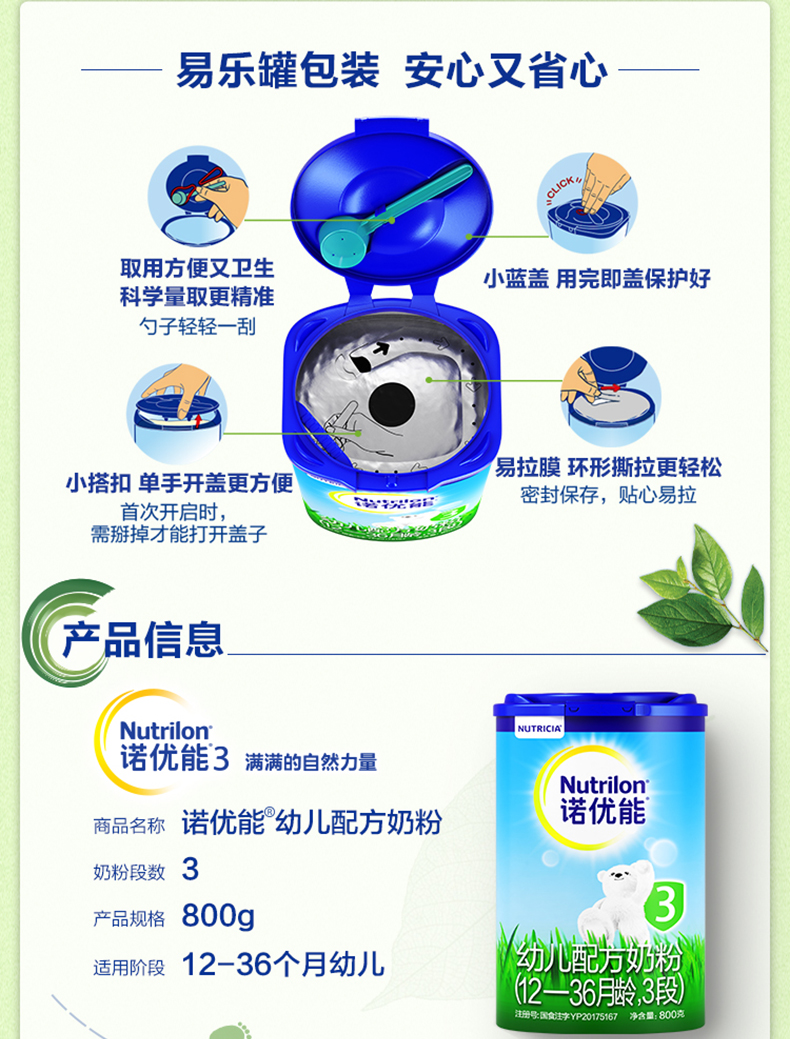 易乐罐包装 安心又省心
CLICK
取用方便又卫生
科学量取更精准
勺子轻轻一刮
小蓝盖 用完即盖保护好
小搭扣 单手开盖更方便
首次开启时,
需掰掉才能打开盖子
易拉膜 环形撕拉更轻松
密封保存，贴心易拉
Nutrilon
诺优能
3
产品信息
Nutrilon®
诺优能3 满满的自然力量
商品名称 诺优能®幼儿配方奶粉
奶粉段数 3
产品规格 800g
适用阶段 12-36个月幼儿
NUTRICIA
Nutrilon®
诺优能
3
幼儿配方奶粉
(12—36月龄,3段)
注册号:国食注字YP20175167 净含量:800克